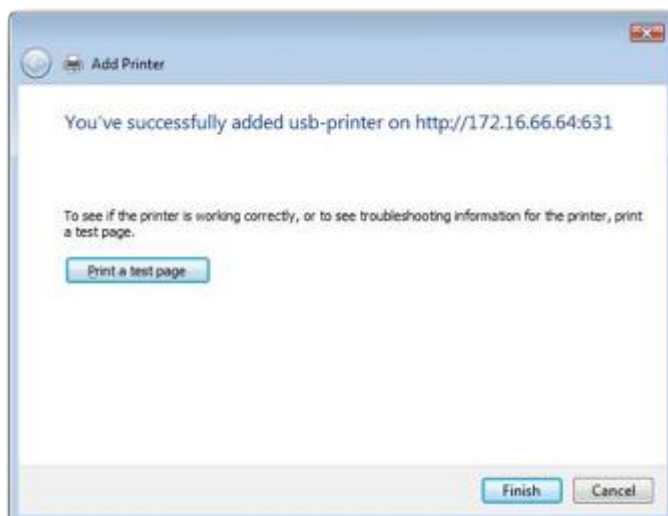 Add Printer
You've successfully added usb-printer on http://172.16.66.64:631
To see if the printer is working correctly, or to see troubleshooting information for the printer, print
a test page.
Print a test page
Finish Cancel